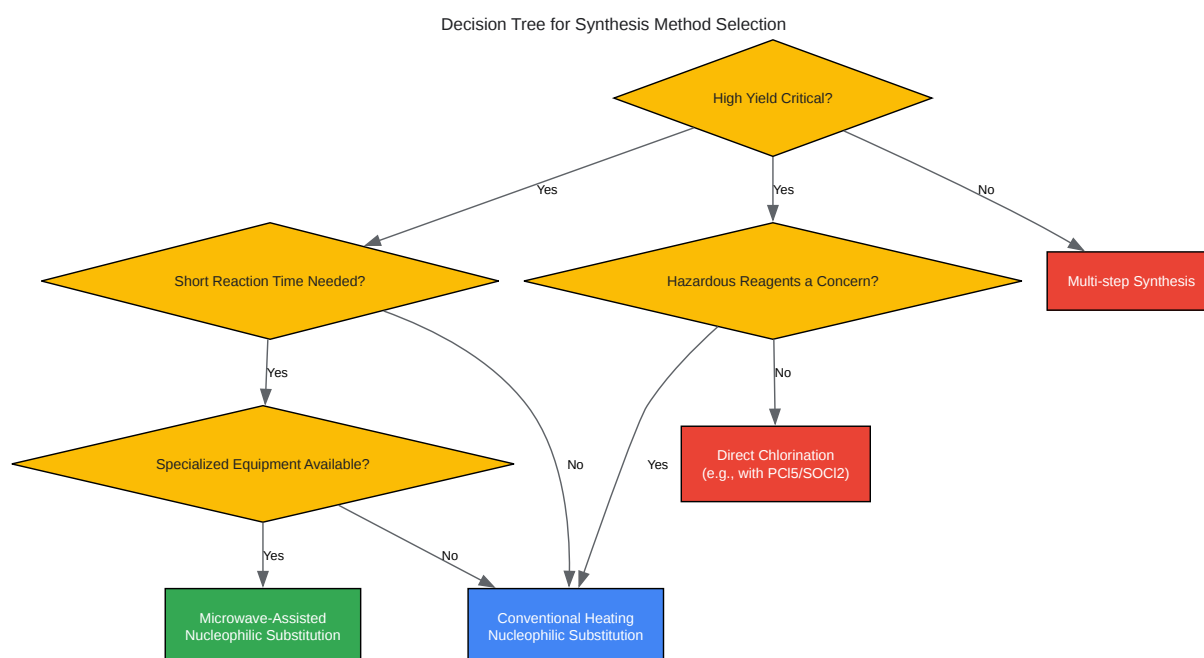 Decision Tree for Synthesis Method Selection
High Yield Critical?
Yes
Yes
No
Short Reaction Time Needed?
Hazardous Reagents a Concern?
Multi-step Synthesis
Yes
No
Specialized Equipment Available?
No
Yes
Direct Chlorination
(e.g., with PCl5/SOCl2)
Yes
No
Microwave-Assisted
Nucleophilic Substitution
Conventional Heating
Nucleophilic Substitution